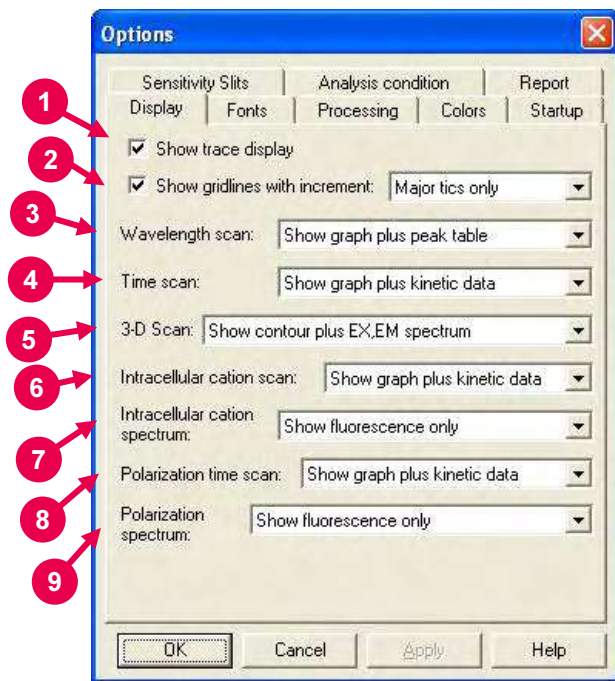 Options
Sensitivity Slits Analysis condition Report
Display Fonts Processing Colors Startup
1
Show trace display
2
Show gridlines with increment: Major tics only
3
Wavelength scan: Show graph plus peak table
4
Time scan: Show graph plus kinetic data
5
3-D Scan: Show contour plus EX,EM spectrum
6
Intracellular cation scan: Show graph plus kinetic data
7
Intracellular cation
spectrum: Show fluorescence only
8
Polarization time scan: Show graph plus kinetic data
9
Polarization
spectrum: Show fluorescence only
OK Cancel Apply Help